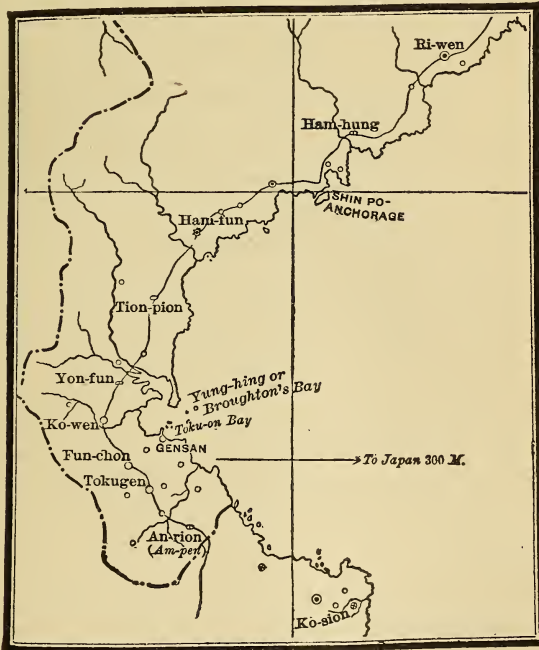 Ri-wen
Ham-hung
SHIN PO-
ANCHORAGE
Ham-fun
Tion-pion
Yung-hing or
Broughton's Bay
Yon-fun
Toku-on Bay
Ko-wen
GENSAN
Fun-chon
To Japan 300 M.
Tokugen
An-rion
(Am-pen)
Ko-sion